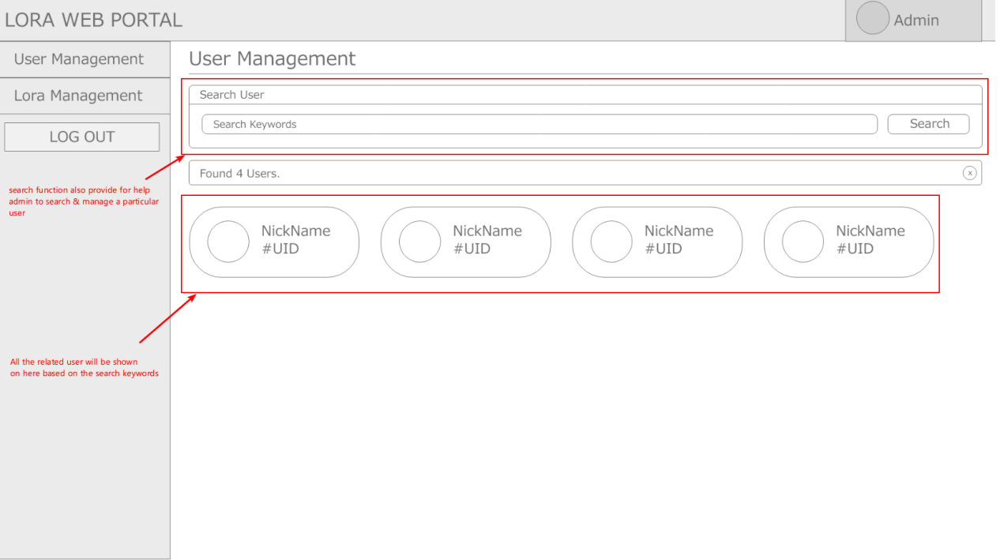 LORA WEB PORTAL
Admin
User Management
Lora Management
LOG OUT
search function also provide for help
admin to search & manage a particular
user
All the related user will be shown
on here based on the search keywords
User Management
Search User
Search Keywords
Search
Found 4 Users.
x
NickName
#UID
NickName
#UID
NickName
#UID
NickName
#UID